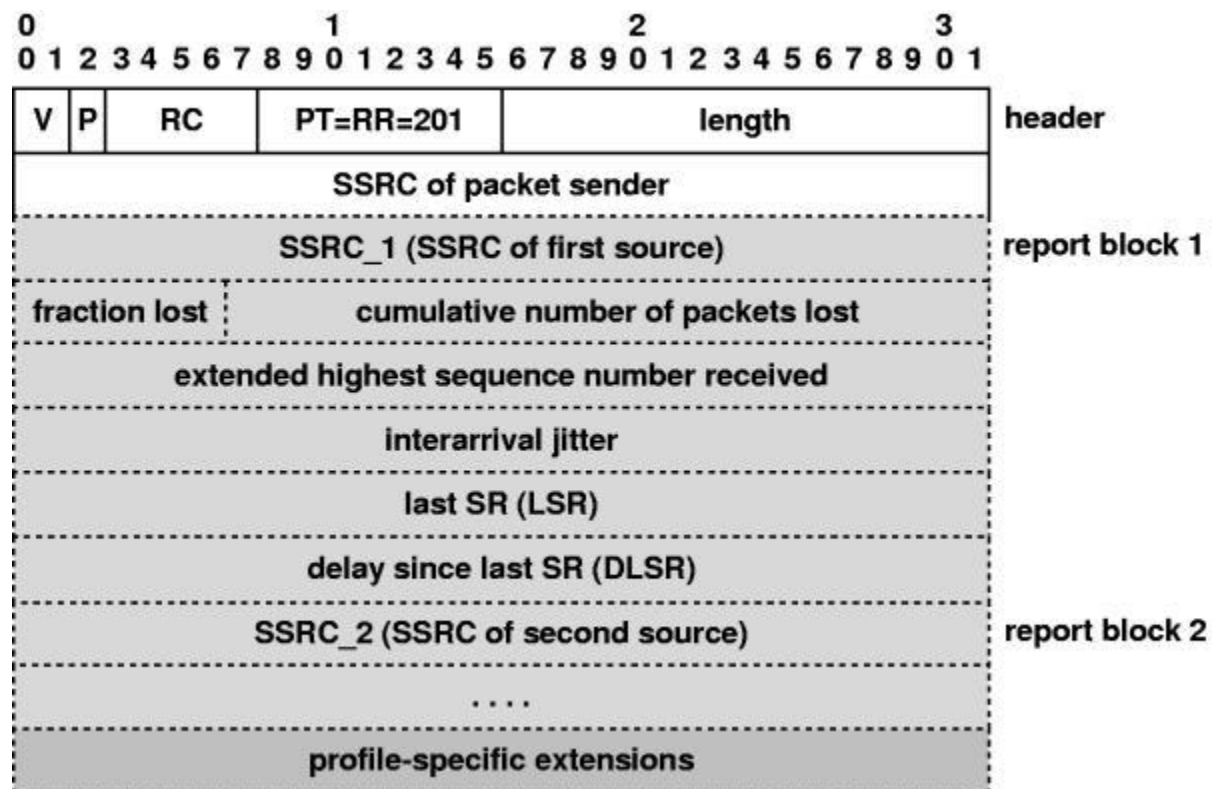 0 1 2 3
0 1 2 3 4 5 6 7 8 9 0 1 2 3 4 5 6 7 8 9 0 1 2 3 4 5 6 7 8 9 0 1
V P RC PT=RR=201 length header
SSRC of packet sender
SSRC_1 (SSRC of first source) report block 1
fraction lost cumulative number of packets lost
extended highest sequence number received
interarrival jitter
last SR (LSR)
delay since last SR (DLSR)
SSRC_2 (SSRC of second source) report block 2
. . . .
profile-specific extensions